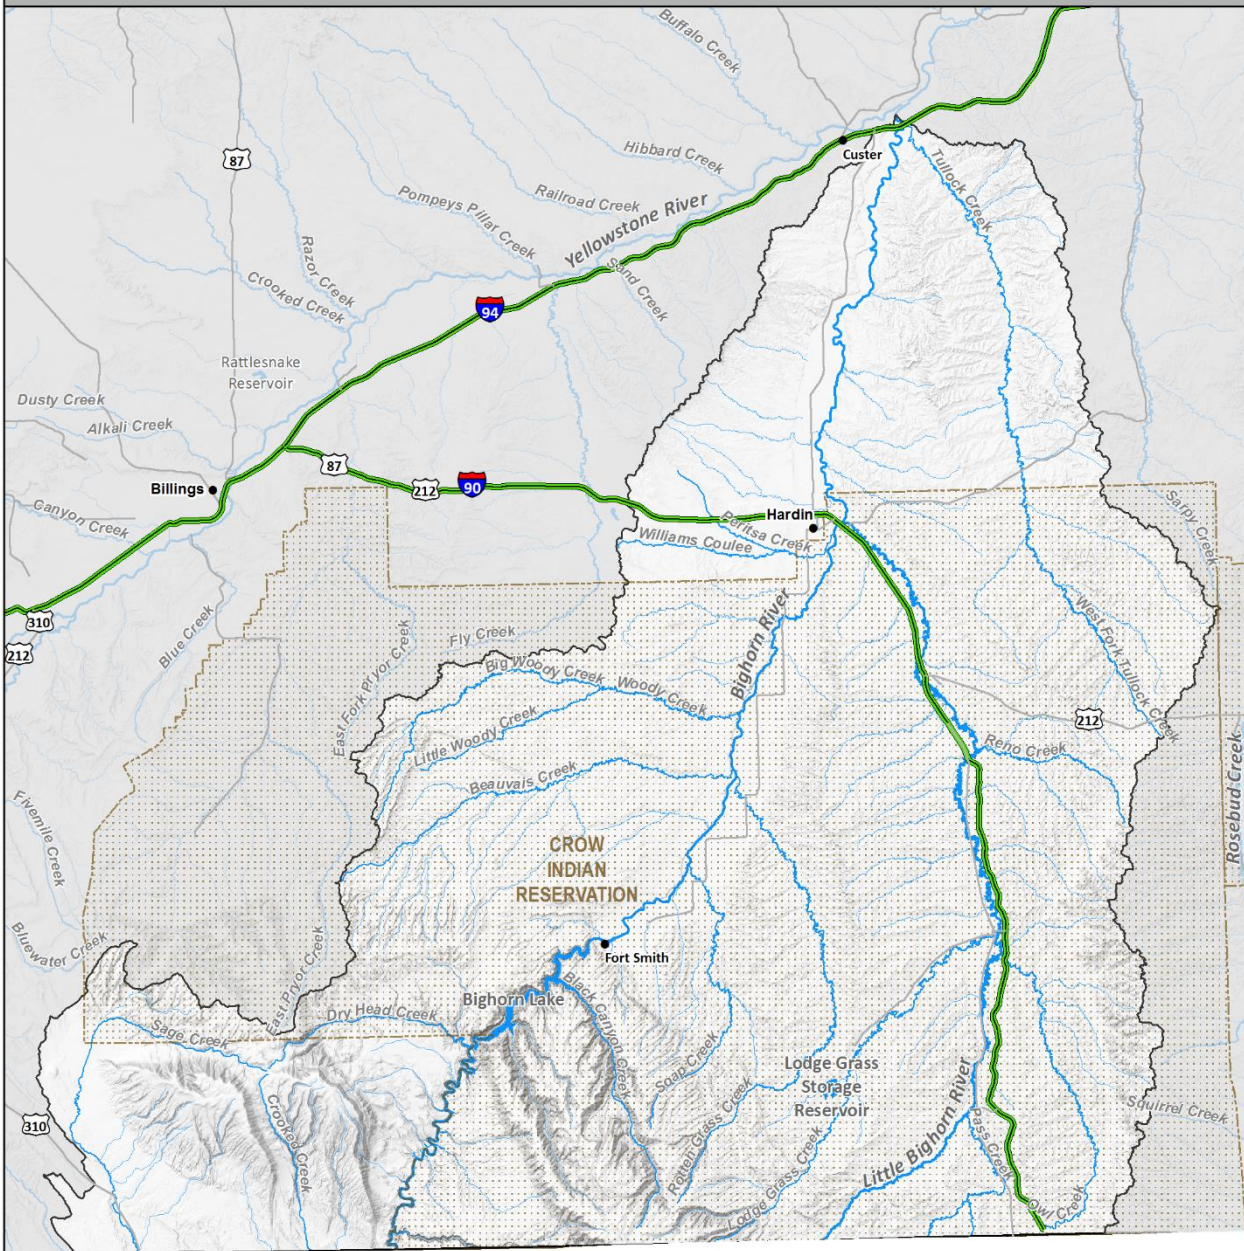 Buffalo Creek
87
Custer
Hibbard Creek
Tullock Creek
Railroad Creek
Pompeys Pillar Creek
Yellowstone River
Razor Creek
Sand Creek
Crooked Creek
94
Rattlesnake
Reservoir
Dusty Creek
Alkali Creek
87
212
90
Billings
Canyon Creek
Sarpy Creek
Hardin
Peritsa Creek
Williams Coulee
310
212
Blue Creek
East Fork Pryor Creek
Fly Creek
Bighorn River
West Fork Tullock Creek
Big Woody Creek
Woody Creek
Little Woody Creek
212
Reno Creek
Beauvais Creek
Rosebud Creek
Fivemile Creek
CROW
INDIAN
RESERVATION
Bluewater Creek
Fort Smith
East Pryor Creek
Bighorn Lake
Black Canyon Creek
Dry Head Creek
Sage Creek
Soap Creek
Lodge Grass
Storage
Reservoir
Rotten Grass Creek
310
Crooked Creek
Squirrel Creek
Pass Creek
Little Bighorn River
Lodge Grass Creek
Owl Creek